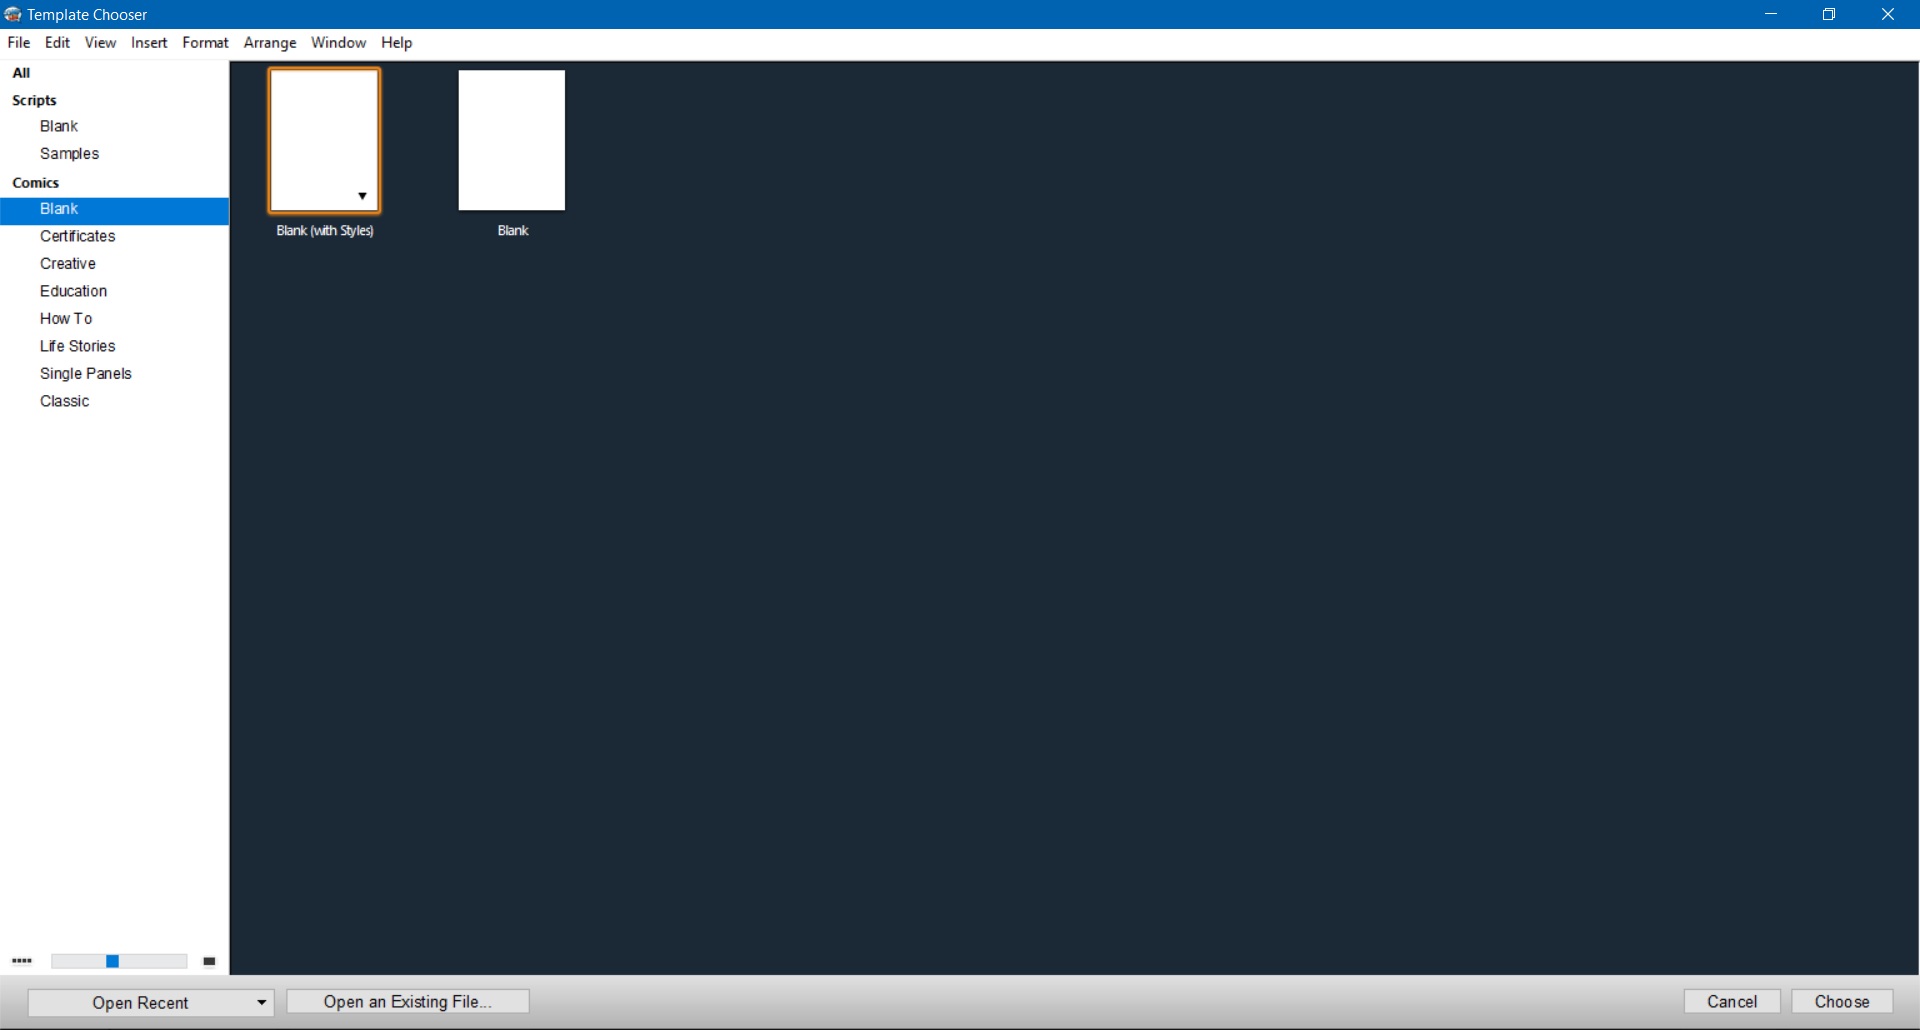 Template Chooser
File Edit View Insert Format Arrange Window Help
All
Scripts
Blank
Samples
Comics
Blank
Certificates
Creative
Education
How To
Life Stories
Single Panels
Classic
Blank (with Styles)
Blank
Open Recent
Open an Existing File...
Cancel
Choose